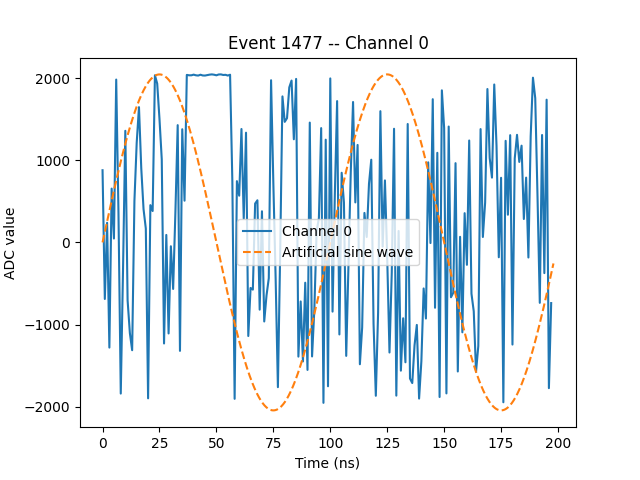 Event 1477 -- Channel 0
ADC value
2000
1000
0
−1000
−2000
Channel 0
Artificial sine wave
0 25 50 75 100 125 150 175 200
Time (ns)